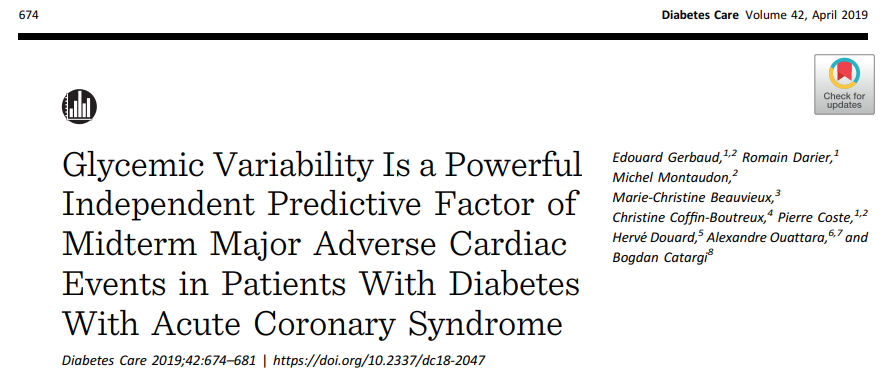 674
Diabetes Care Volume 42, April 2019
Check for
updates
Glycemic Variability Is a Powerful
Independent Predictive Factor of
Midterm Major Adverse Cardiac
Events in Patients With Diabetes
With Acute Coronary Syndrome
Edouard Gerbaud,1,2 Romain Darier,1
Michel Montaudon,2
Marie-Christine Beauvieux,3
Christine Coffin-Boutreux,4 Pierre Coste,1,2
Hervé Douard,5 Alexandre Ouattara,6,7 and
Bogdan Catargi8
Diabetes Care 2019;42:674–681 | https://doi.org/10.2337/dc18-2047